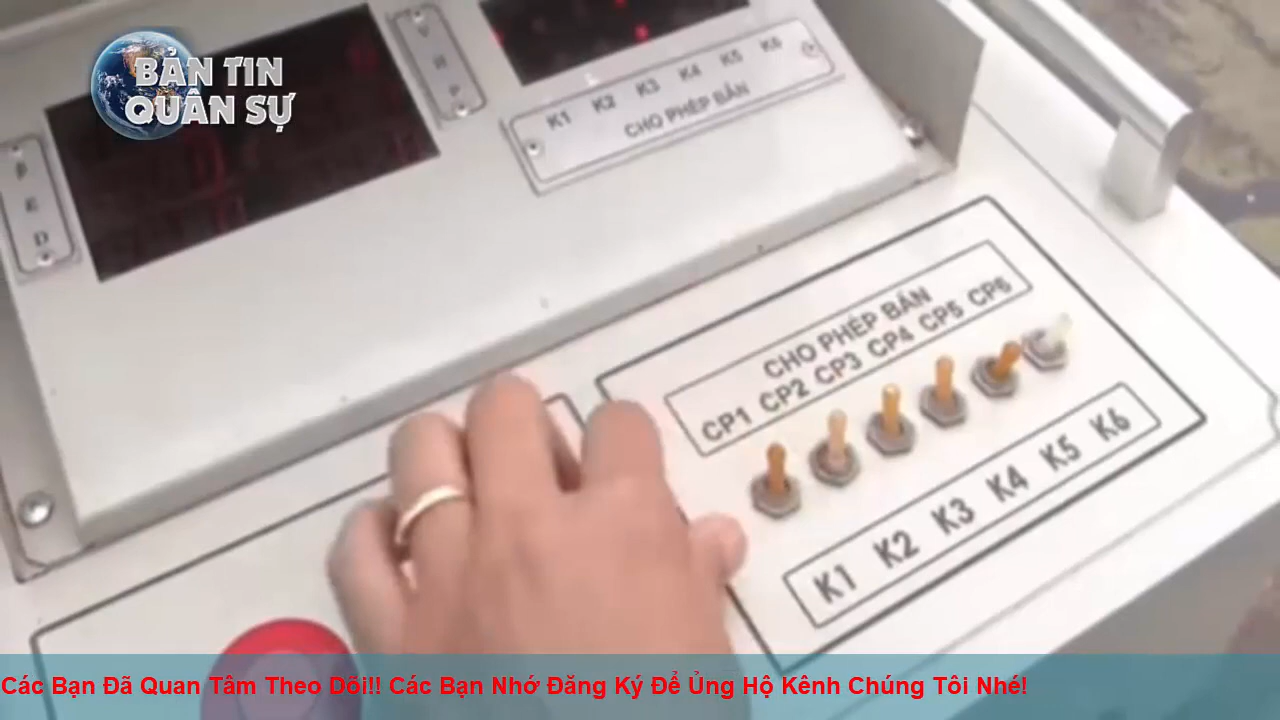 BẢN TIN
QUÂN SỰ
K1 K2 K3 K4 K5 K6
CHO PHÉP BẮN
CHO PHÉP BẮN
CP1 CP2 CP3 CP4 CP5 CP6
K1 K2 K3 K4 K5 K6
Các Bạn Đã Quan Tâm Theo Dõi!! Các Bạn Nhớ Đăng Ký Để Ủng Hộ Kênh Chúng Tôi Nhé!